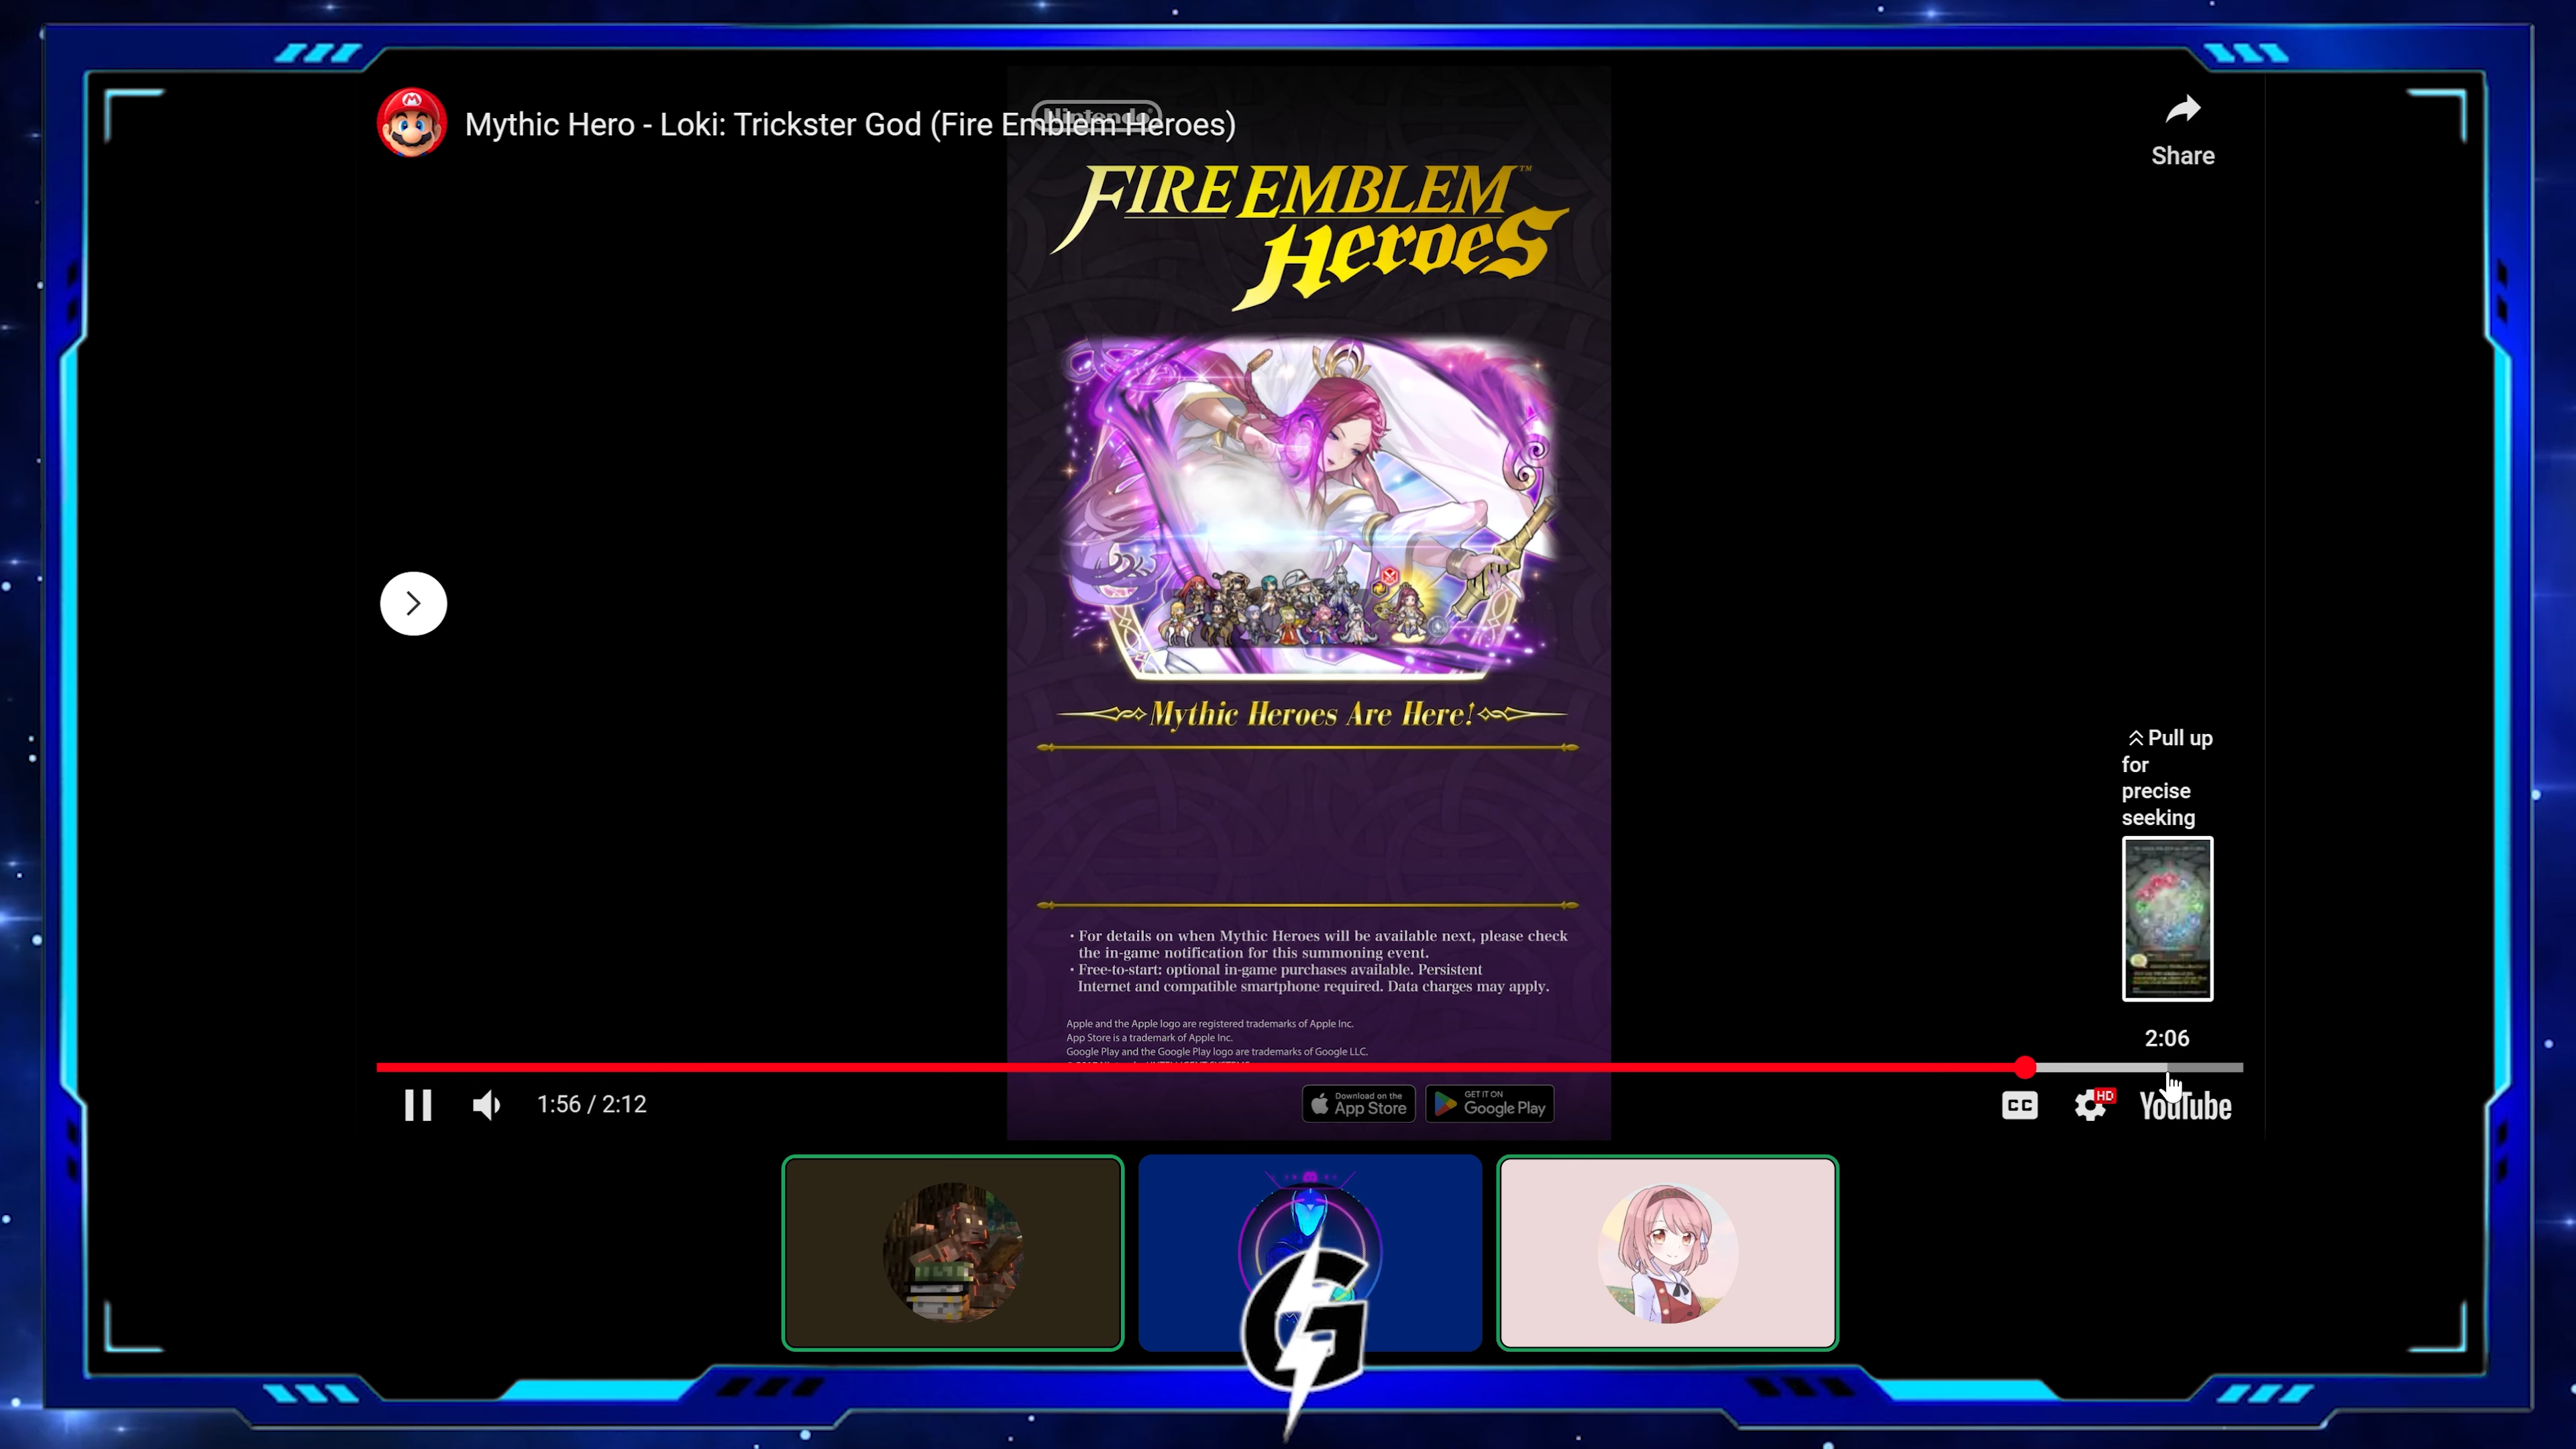 Nintendo
Mythic Hero - Loki: Trickster God (Fire Emblem Heroes)
Share
FIRE EMBLEM™
Heroes
Mythic Heroes Are Here!
Pull up
for
precise
seeking
・For details on when Mythic Heroes will be available next, please check
the in-game notification for this summoning event.
・Free-to-start: optional in-game purchases available. Persistent
Internet and compatible smartphone required. Data charges may apply.
Apple and the Apple logo are registered trademarks of Apple Inc.
App Store is a trademark of Apple Inc.
Google Play and the Google Play logo are trademarks of Google LLC.
2:06
1:56 / 2:12
Download on the
App Store
GET IT ON
Google Play
CC
HD
YouTube
G